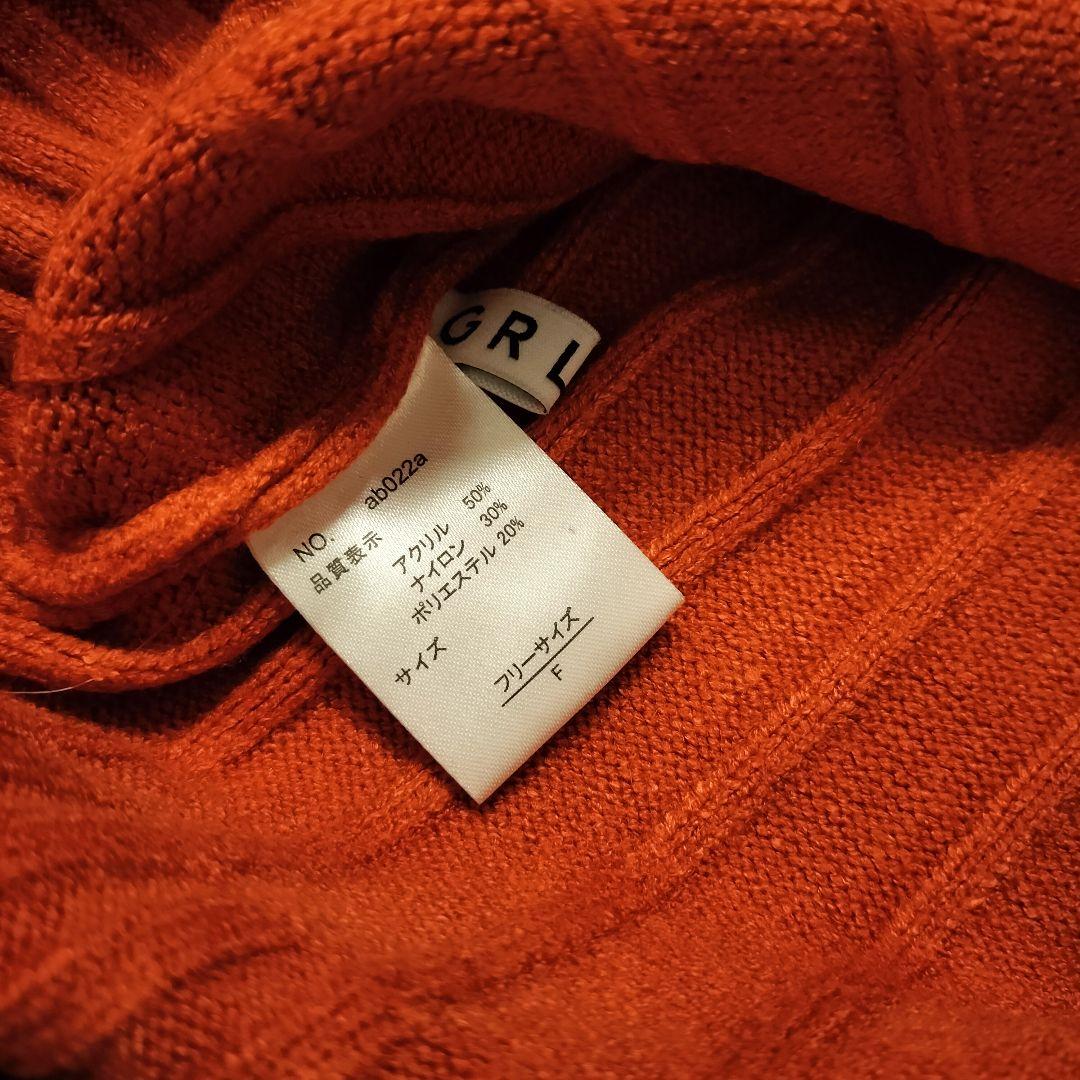 GRL
NO. ab022a
品質表示 アクリル 50%
ナイロン 30%
ポリエステル 20%
サイズ フリーサイズ
F